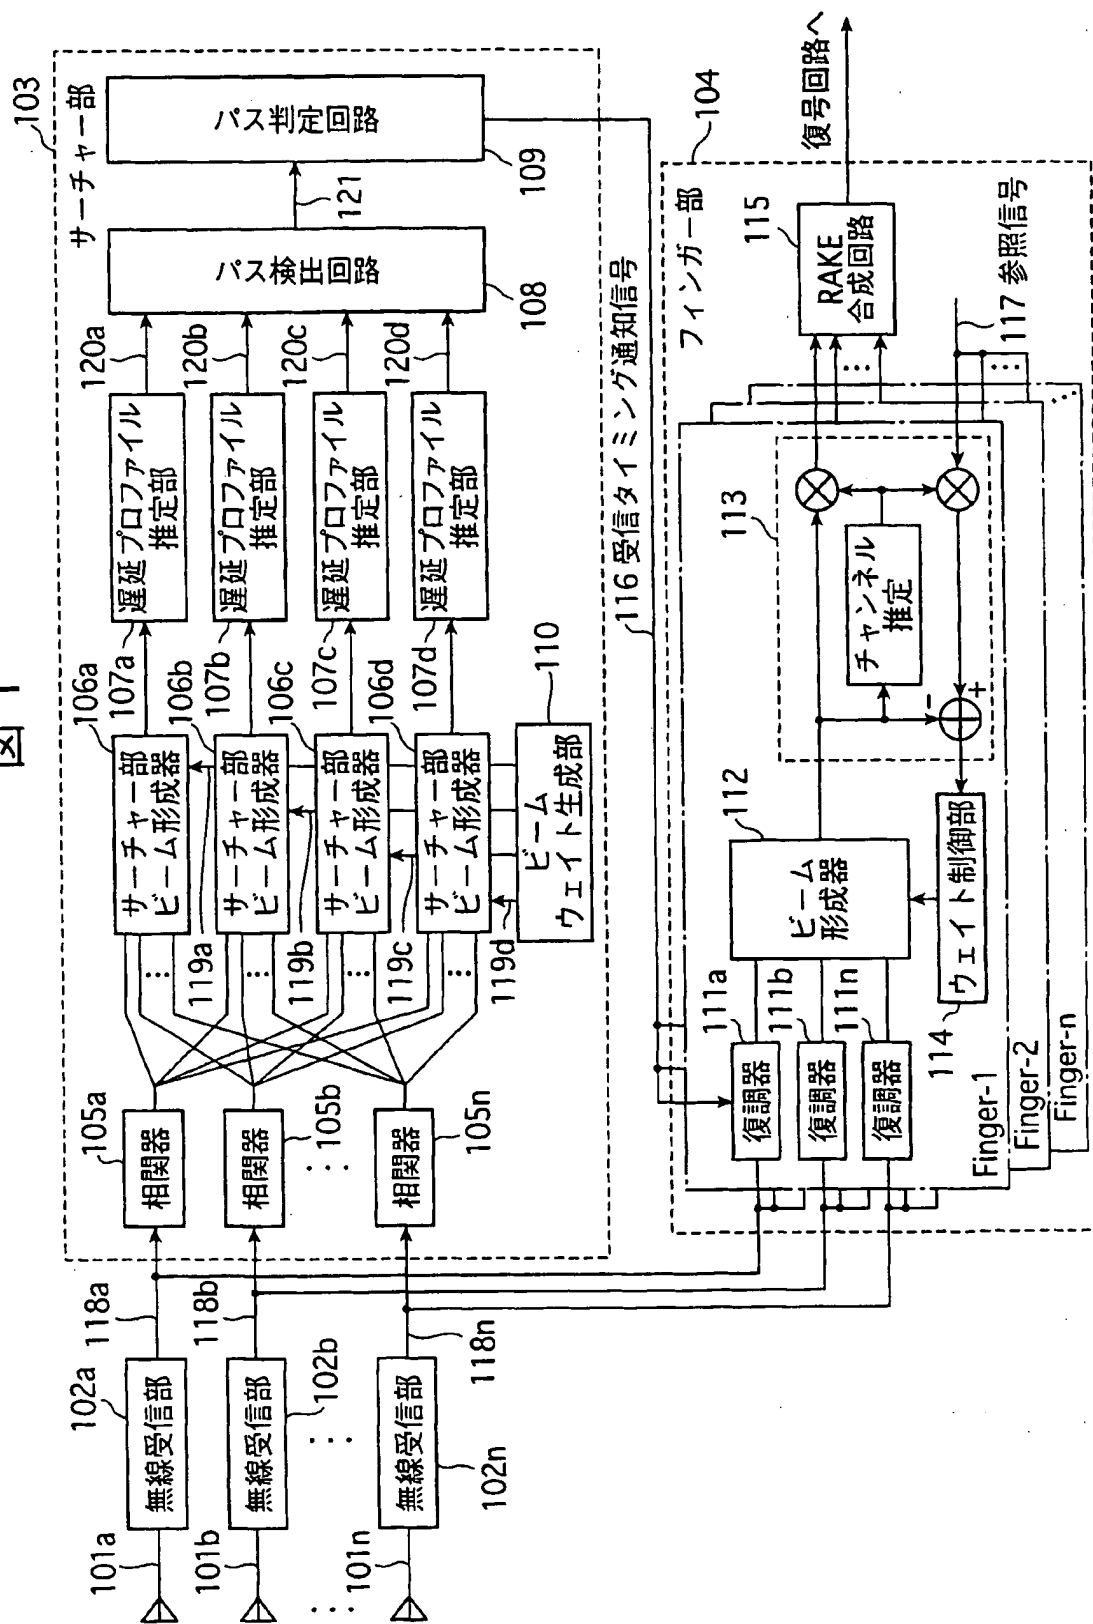 図 1
103
サーチャー部
101a
102a
無線受信部
118a
105a
相関器
106a
サーチャー部
ビーム形成器
119a
107a
遅延プロファイル
推定部
120a
101b
無線受信部
102b
118b
相関器
105b
106b
サーチャー部
ビーム形成器
119b
107b
遅延プロファイル
推定部
120b
パス検出回路
108
121
パス判定回路
109
106c
サーチャー部
ビーム形成器
119c
107c
遅延プロファイル
推定部
120c
101n
無線受信部
102n
118n
相関器
105n
106d
サーチャー部
ビーム形成器
119d
107d
遅延プロファイル
推定部
120d
ビーム
ウェイト生成部
110
116 受信タイミング通知信号
104
フィンガー部
復調器
111a
復調器
111b
復調器
111n
ビーム
形成器
112
113
チャンネル
推定
-
+
ウェイト制御部
114
RAKE
合成回路
115
復号回路へ
117 参照信号
Finger-1
Finger-2
Finger-n